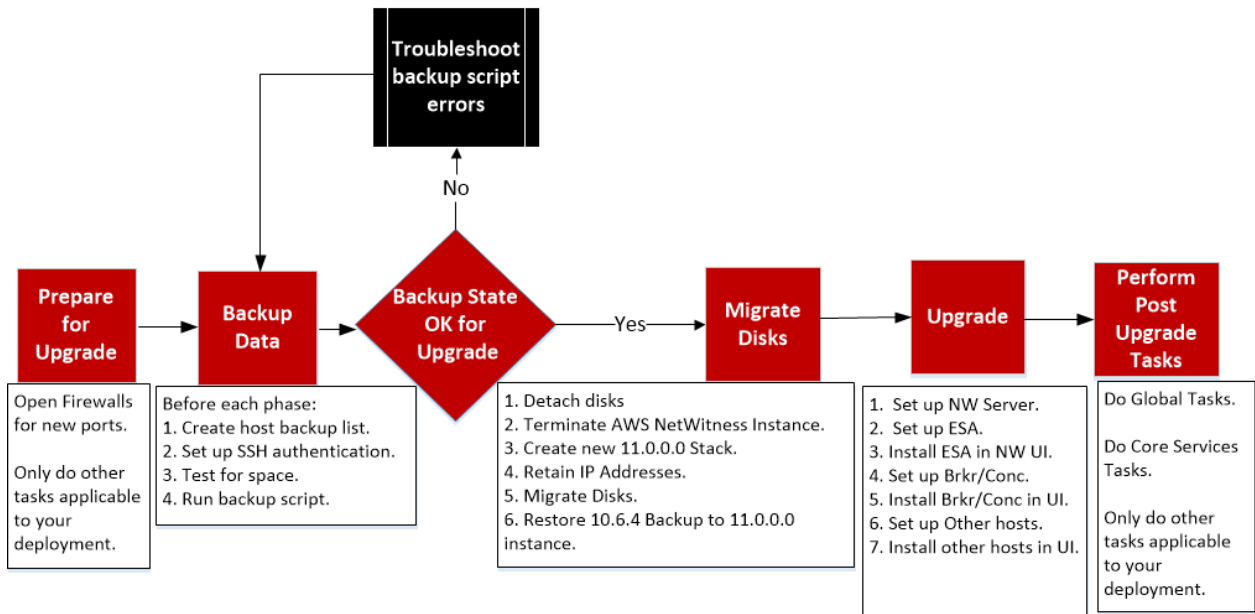 Troubleshoot
backup script
errors
No
Prepare
for
Upgrade
Backup
Data
Backup State
OK for
Upgrade
Yes
Migrate
Disks
Upgrade
Perform
Post
Upgrade
Tasks
Open Firewalls
for new ports.
Only do other
tasks applicable
to your
deployment.
Before each phase:
1. Create host backup list.
2. Set up SSH authentication.
3. Test for space.
4. Run backup script.
1. Detach disks
2. Terminate AWS NetWitness Instance.
3. Create new 11.0.0.0 Stack.
4. Retain IP Addresses.
5. Migrate Disks.
6. Restore 10.6.4 Backup to 11.0.0.0
instance.
1. Set up NW Server.
2. Set up ESA.
3. Install ESA in NW UI.
4. Set up Brkr/Conc.
5. Install Brkr/Conc in UI.
6. Set up Other hosts.
7. Install other hosts in UI.
Do Global Tasks.
Do Core Services
Tasks.
Only do other
tasks applicable
to your
deployment.